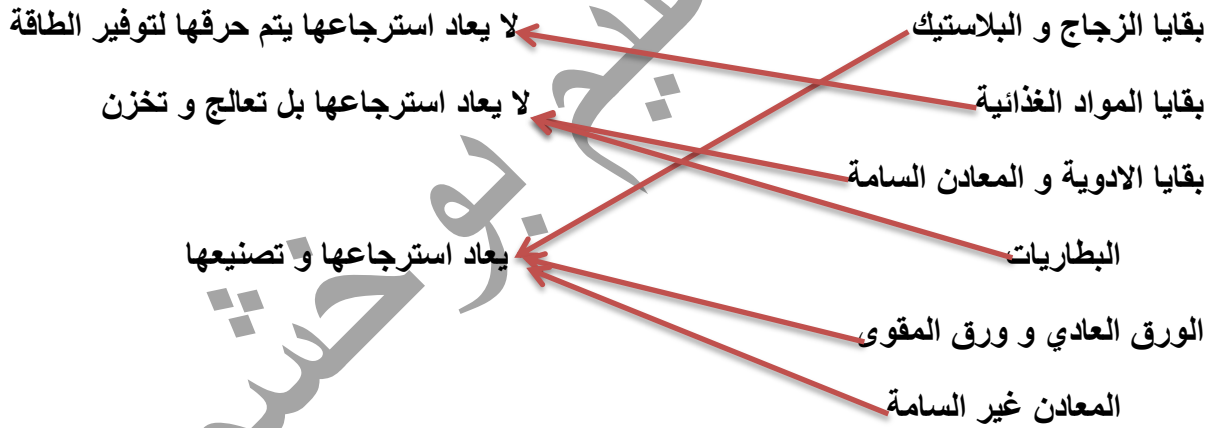 بقايا الزجاج و البلاستيك لا يعاد استرجاعها يتم حرقها لتوفير الطاقة
بقايا المواد الغذائية لا يعاد استرجاعها بل تعالج و تخزن
بقايا الادوية و المعادن السامة
البطاريات يعاد استرجاعها و تصنيعها
الورق العادي و ورق المقوى
المعادن غير السامة